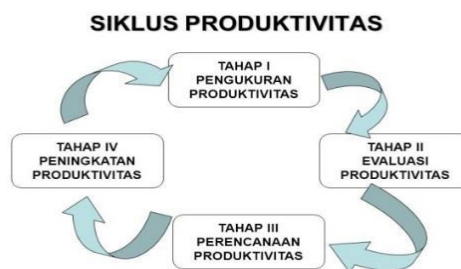 SIKLUS PRODUKTIVITAS
TAHAP I
PENGUKURAN
PRODUKTIVITAS
TAHAP II
EVALUASI
PRODUKTIVITAS
TAHAP III
PERENCANAAN
PRODUKTIVITAS
TAHAP IV
PENINGKATAN
PRODUKTIVITAS